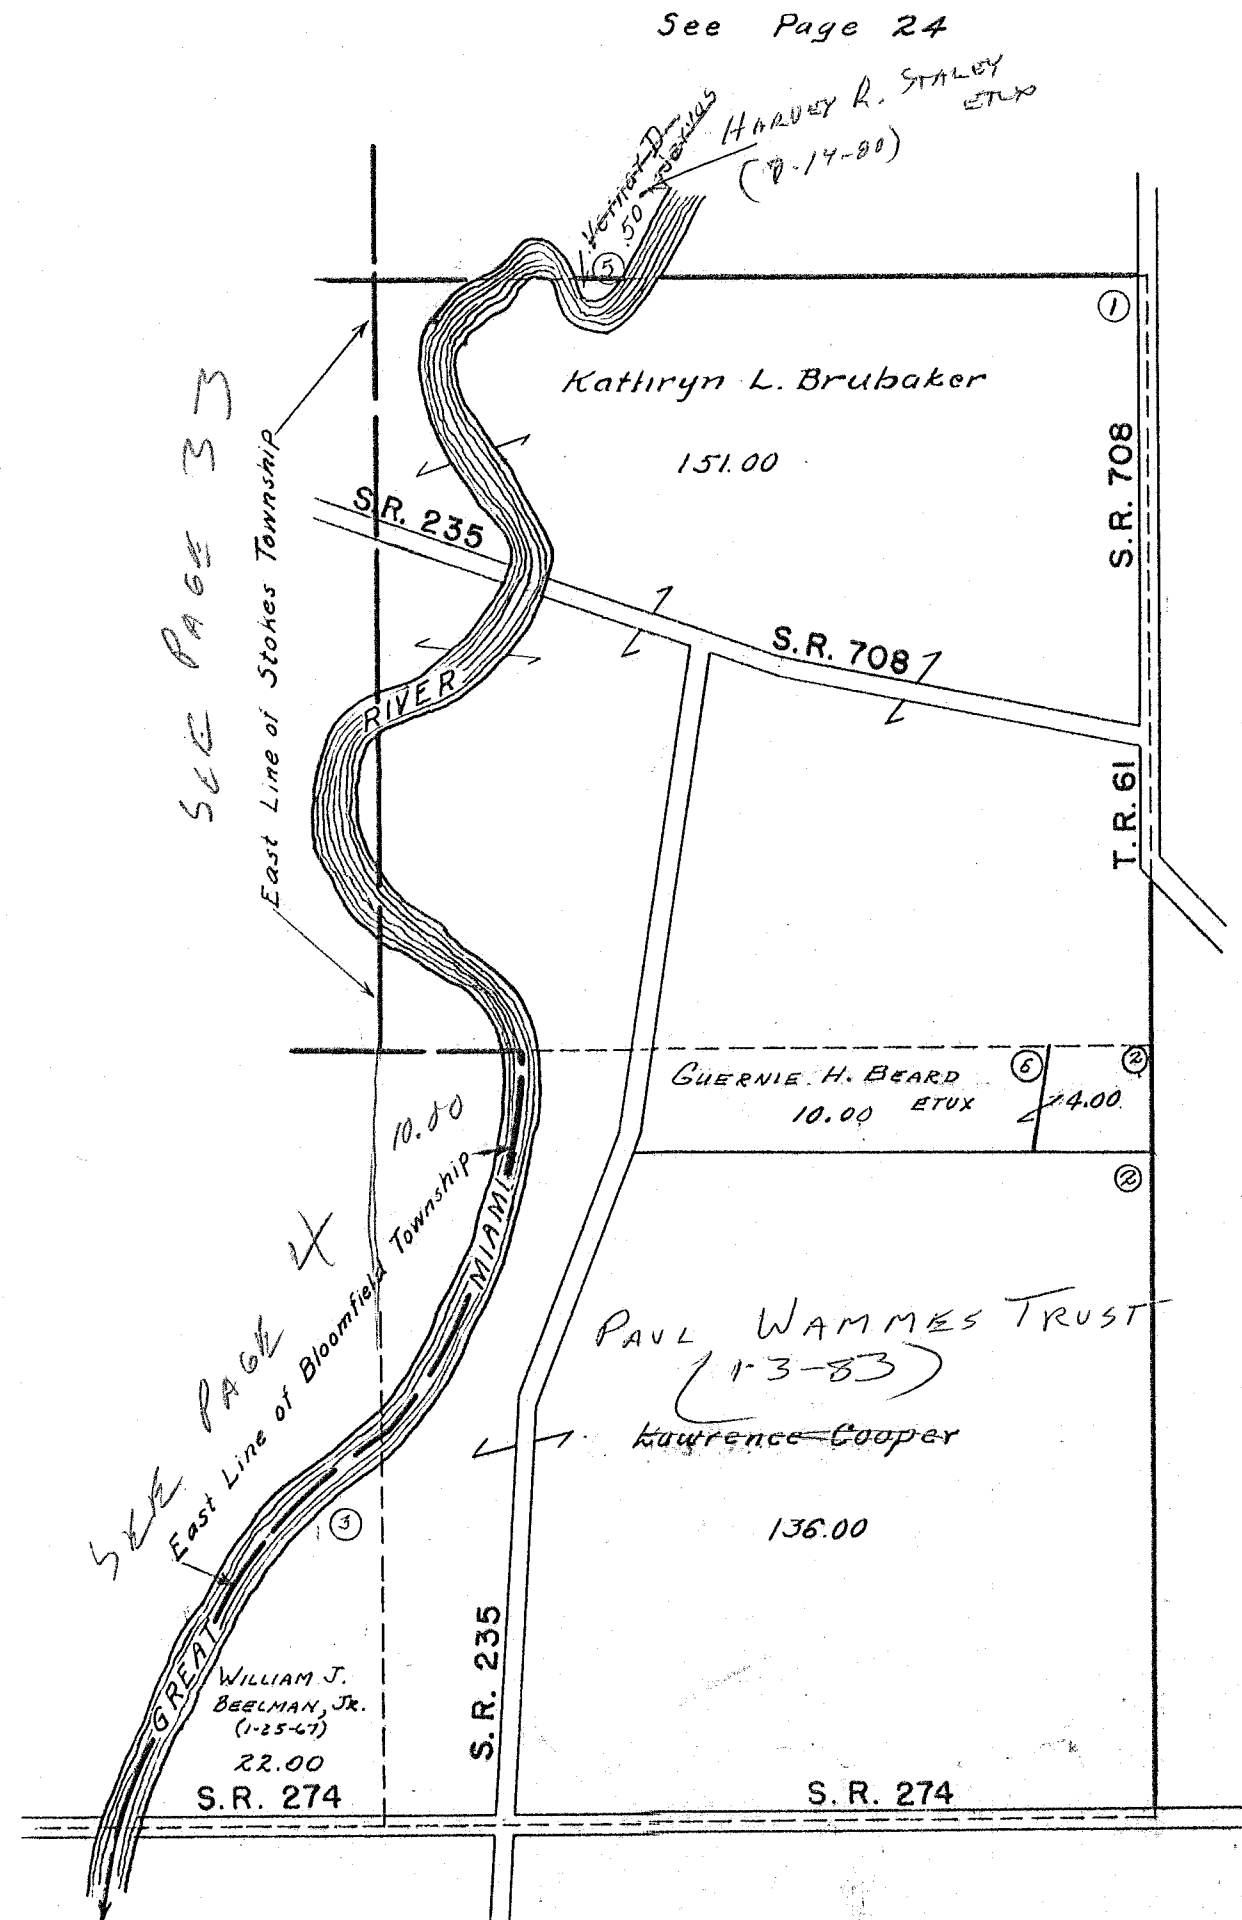 See Page 24
HARVEY R. STALEY
ETUX
50
5
1
Kathryn L. Brubaker
151.00
S.R. 708
SEE PAGE 33
East Line of Stokes Township
S.R. 235
S.R. 708
RIVER
T.R. 61
GUERNIE H. BEARD
ETUX
10.00
6
2
4.00
10.00
2
SEE PAGE 4
East Line of Bloomfield Township
MIAMI
PAUL WAMMES TRUST
(1-3-83)
Lawrence Cooper
136.00
3
GREAT
WILLIAM J.
BEELMAN, JR.
(1-25-67)
22.00
S.R. 235
S.R. 274
S.R. 274